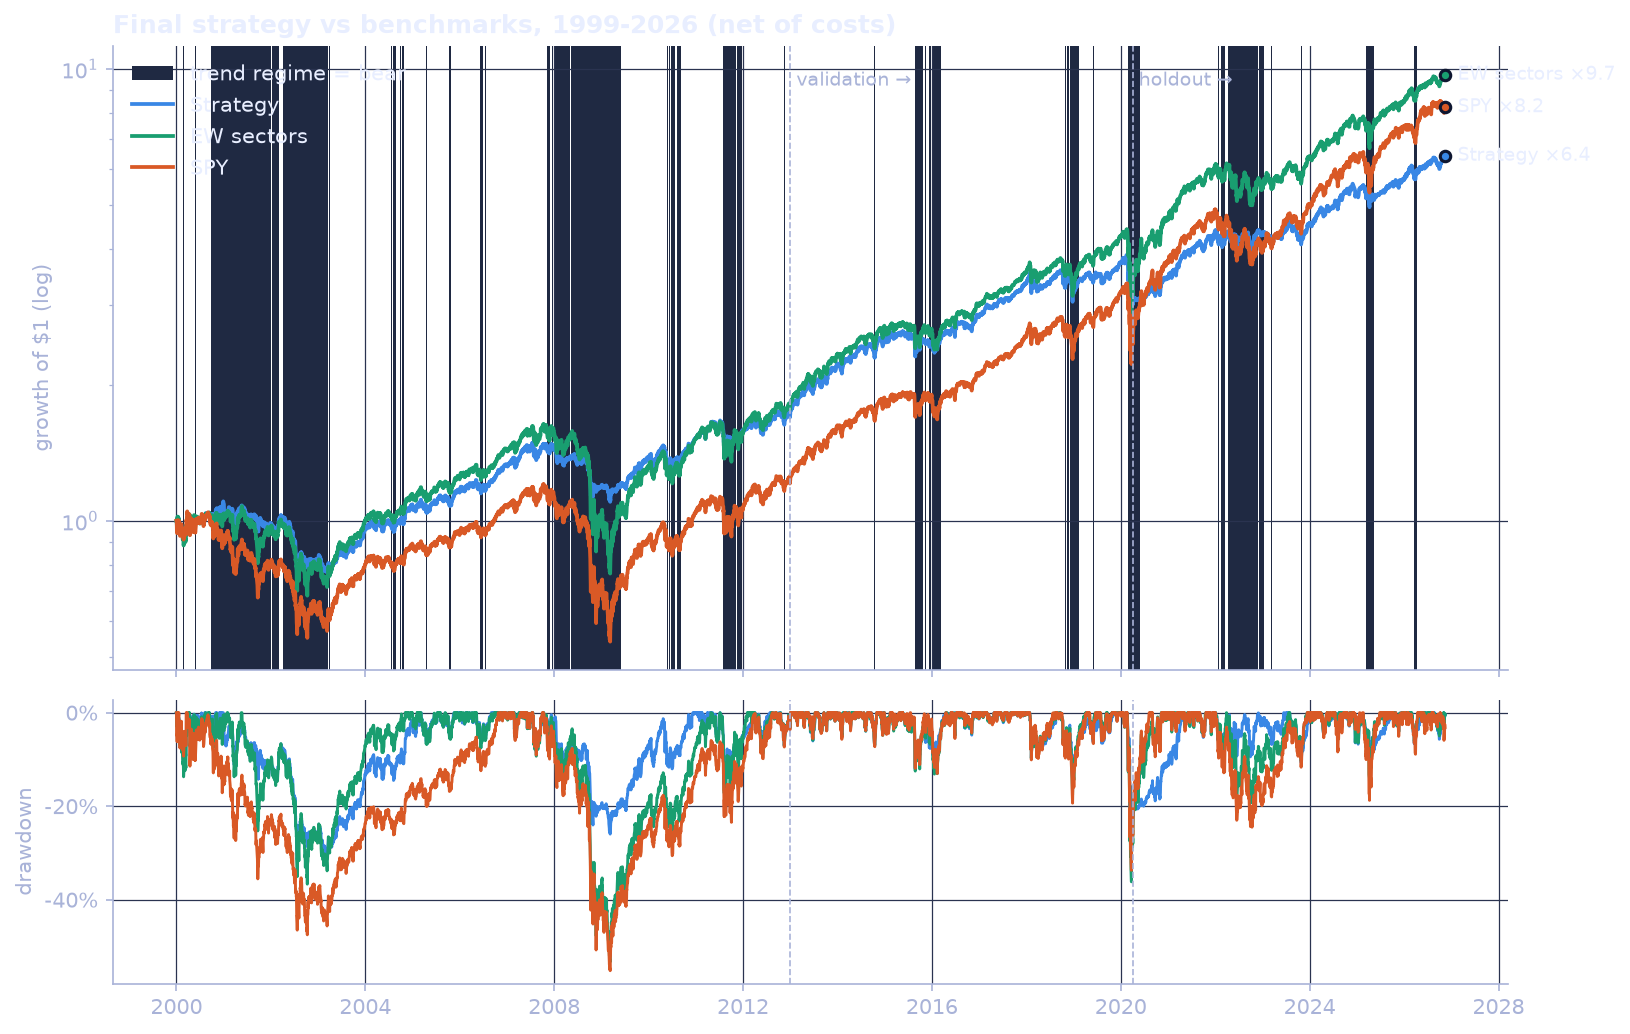 Final strategy vs benchmarks, 1999-2026 (net of costs)
10¹
trend regime = bear
Strategy
EW sectors
SPY
validation →
holdout →
EW sectors ×9.7
SPY ×8.2
Strategy ×6.4
growth of $1 (log)
10⁰
0%
-20%
-40%
drawdown
2000 2004 2008 2012 2016 2020 2024 2028